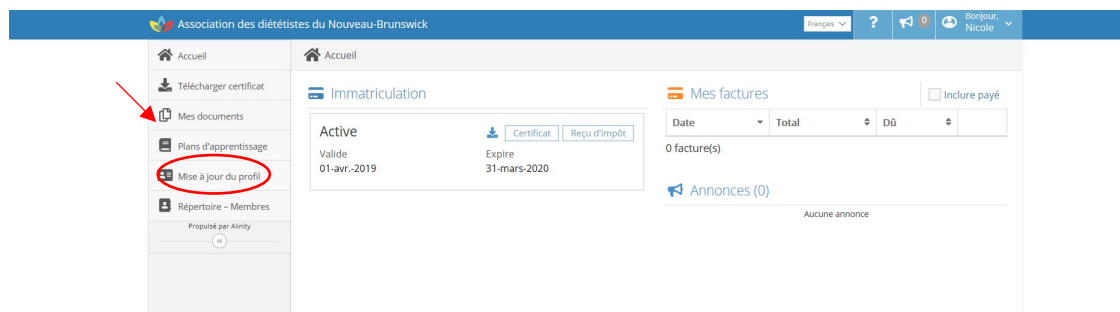 Association des diététistes du Nouveau-Brunswick
Français
?
0
Bonjour,
Nicole
Accueil
Télécharger certificat
Mes documents
Plans d'apprentissage
Mise à jour du profil
Répertoire – Membres
Propulsé par Alinity
Accueil
Immatriculation
Active
Certificat
Reçu d'impôt
Valide
Expire
01-avr.-2019
31-mars-2020
Mes factures
Inclure payé
Date
Total
Dû
0 facture(s)
Annonces (0)
Aucune annonce